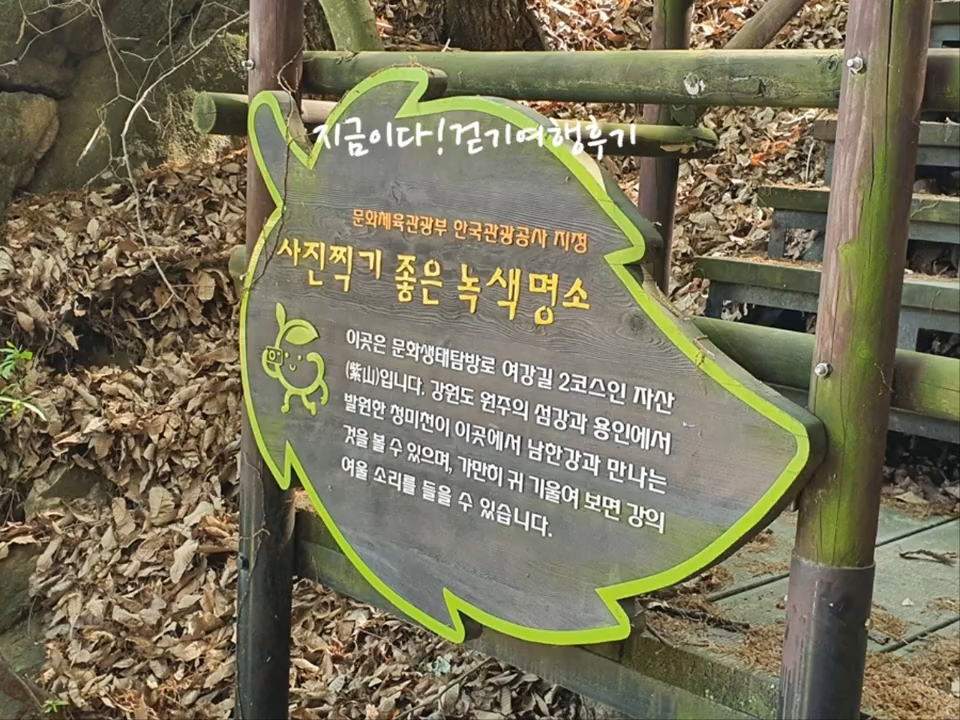 지금이다!걷기여행후기
문화체육관광부 한국관광공사 지정
사진찍기 좋은 녹색명소
이곳은 문화생태탐방로 여강길 2코스인 자산
(紫山)입니다. 강원도 원주의 섬강과 용인에서
발원한 청미천이 이곳에서 남한강과 만나는
것을 볼 수 있으며, 가만히 귀 기울여 보면 강의
여울 소리를 들을 수 있습니다.